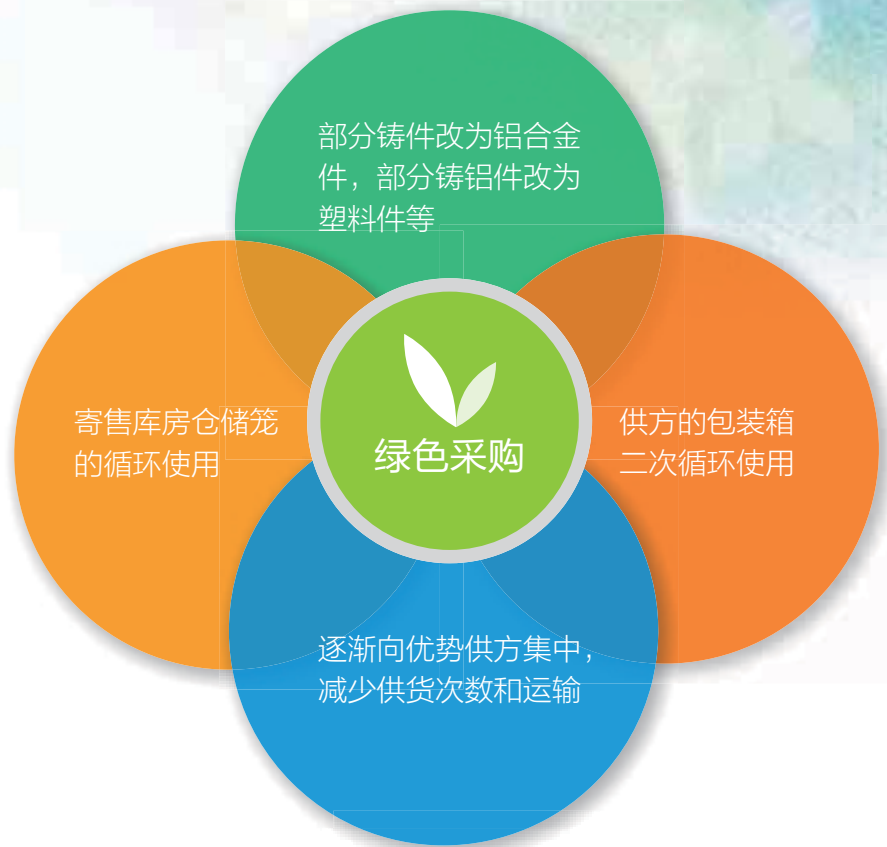 部分铸件改为铝合金
件，部分铸铝件改为
塑料件等
寄售库房仓储笼
的循环使用
绿色采购
供方的包装箱
二次循环使用
逐渐向优势供方集中，
减少供货次数和运输